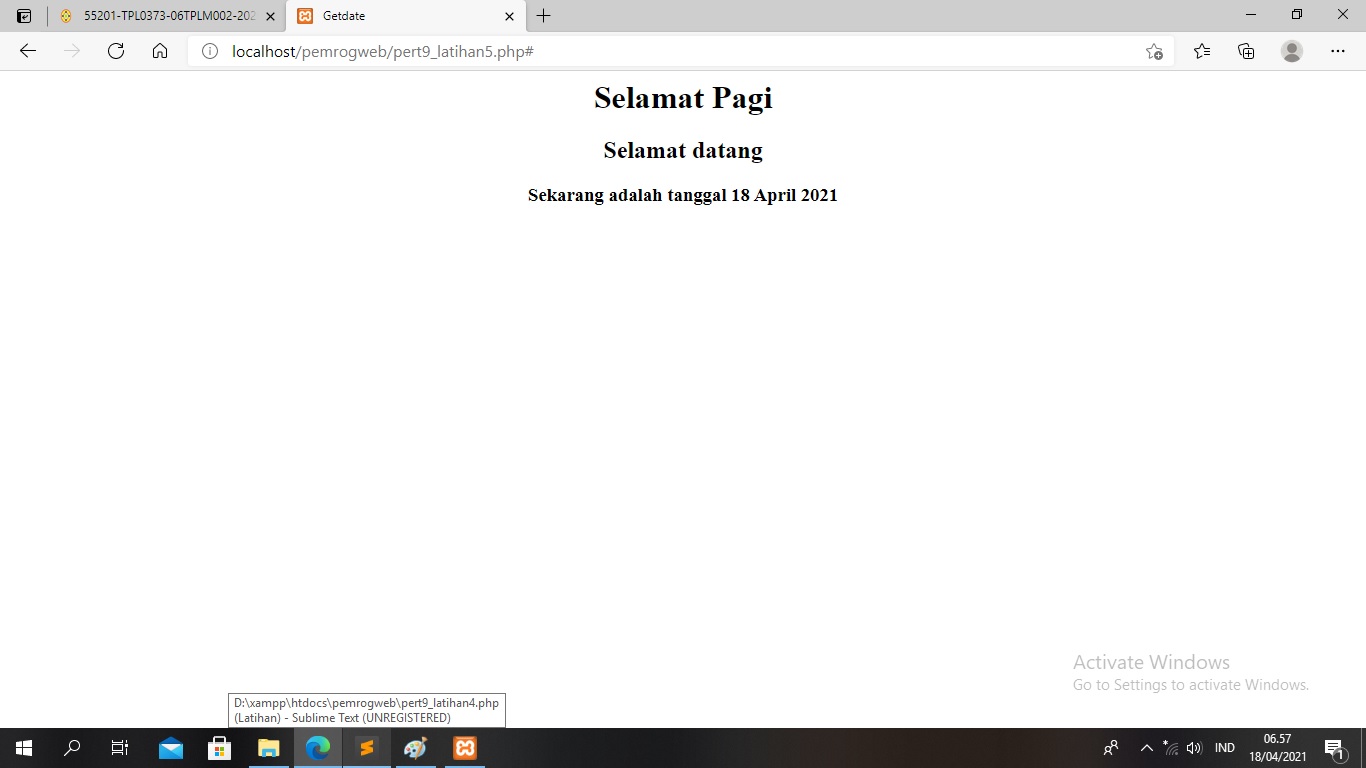 55201-TPL0373-06TPLM002-202
Getdate
localhost/pemrogweb/pert9_latihan5.php#
Selamat Pagi
Selamat datang
Sekarang adalah tanggal 18 April 2021
Activate Windows
Go to Settings to activate Windows.
D:\xampp\htdocs\pemrogweb\pert9_latihan4.php
(Latihan) - Sublime Text (UNREGISTERED)
IND
06.57
18/04/2021
1